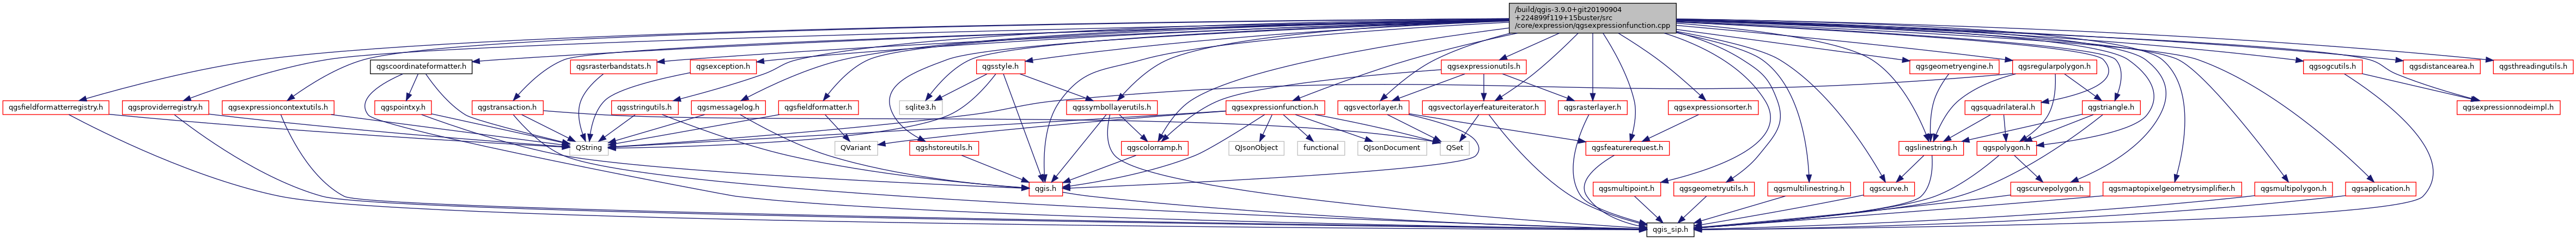 /build/qgis-3.9.0+git20190904
+224899f119+15buster/src
/core/expression/qgsexpressionfunction.cpp
qgscoordinateformatter.h
qgsrasterbandstats.h
qgsexception.h
qgsstyle.h
qgsexpressionutils.h
qgsgeometryengine.h
qgsregularpolygon.h
qgsogcutils.h
qgsdistancearea.h
qgsthreadingutils.h
qgsfieldformatterregistry.h
qgsproviderregistry.h
qgsexpressioncontextutils.h
qgspointxy.h
qgstransaction.h
qgsstringutils.h
qgsmessagelog.h
qgsfieldformatter.h
sqlite3.h
qgssymbollayerutils.h
qgsexpressionfunction.h
qgsvectorlayer.h
qgsvectorlayerfeatureiterator.h
qgsrasterlayer.h
qgsexpressionsorter.h
qgsquadrilateral.h
qgstriangle.h
qgsexpressionnodeimpl.h
QString
QVariant
qgshstoreutils.h
qgscolorramp.h
QJsonObject
functional
QJsonDocument
QSet
qgsfeaturerequest.h
qgslinestring.h
qgspolygon.h
qgis.h
qgsmultipoint.h
qgsgeometryutils.h
qgsmultilinestring.h
qgscurve.h
qgscurvepolygon.h
qgsmaptopixelgeometrysimplifier.h
qgsmultipolygon.h
qgsapplication.h
qgis_sip.h